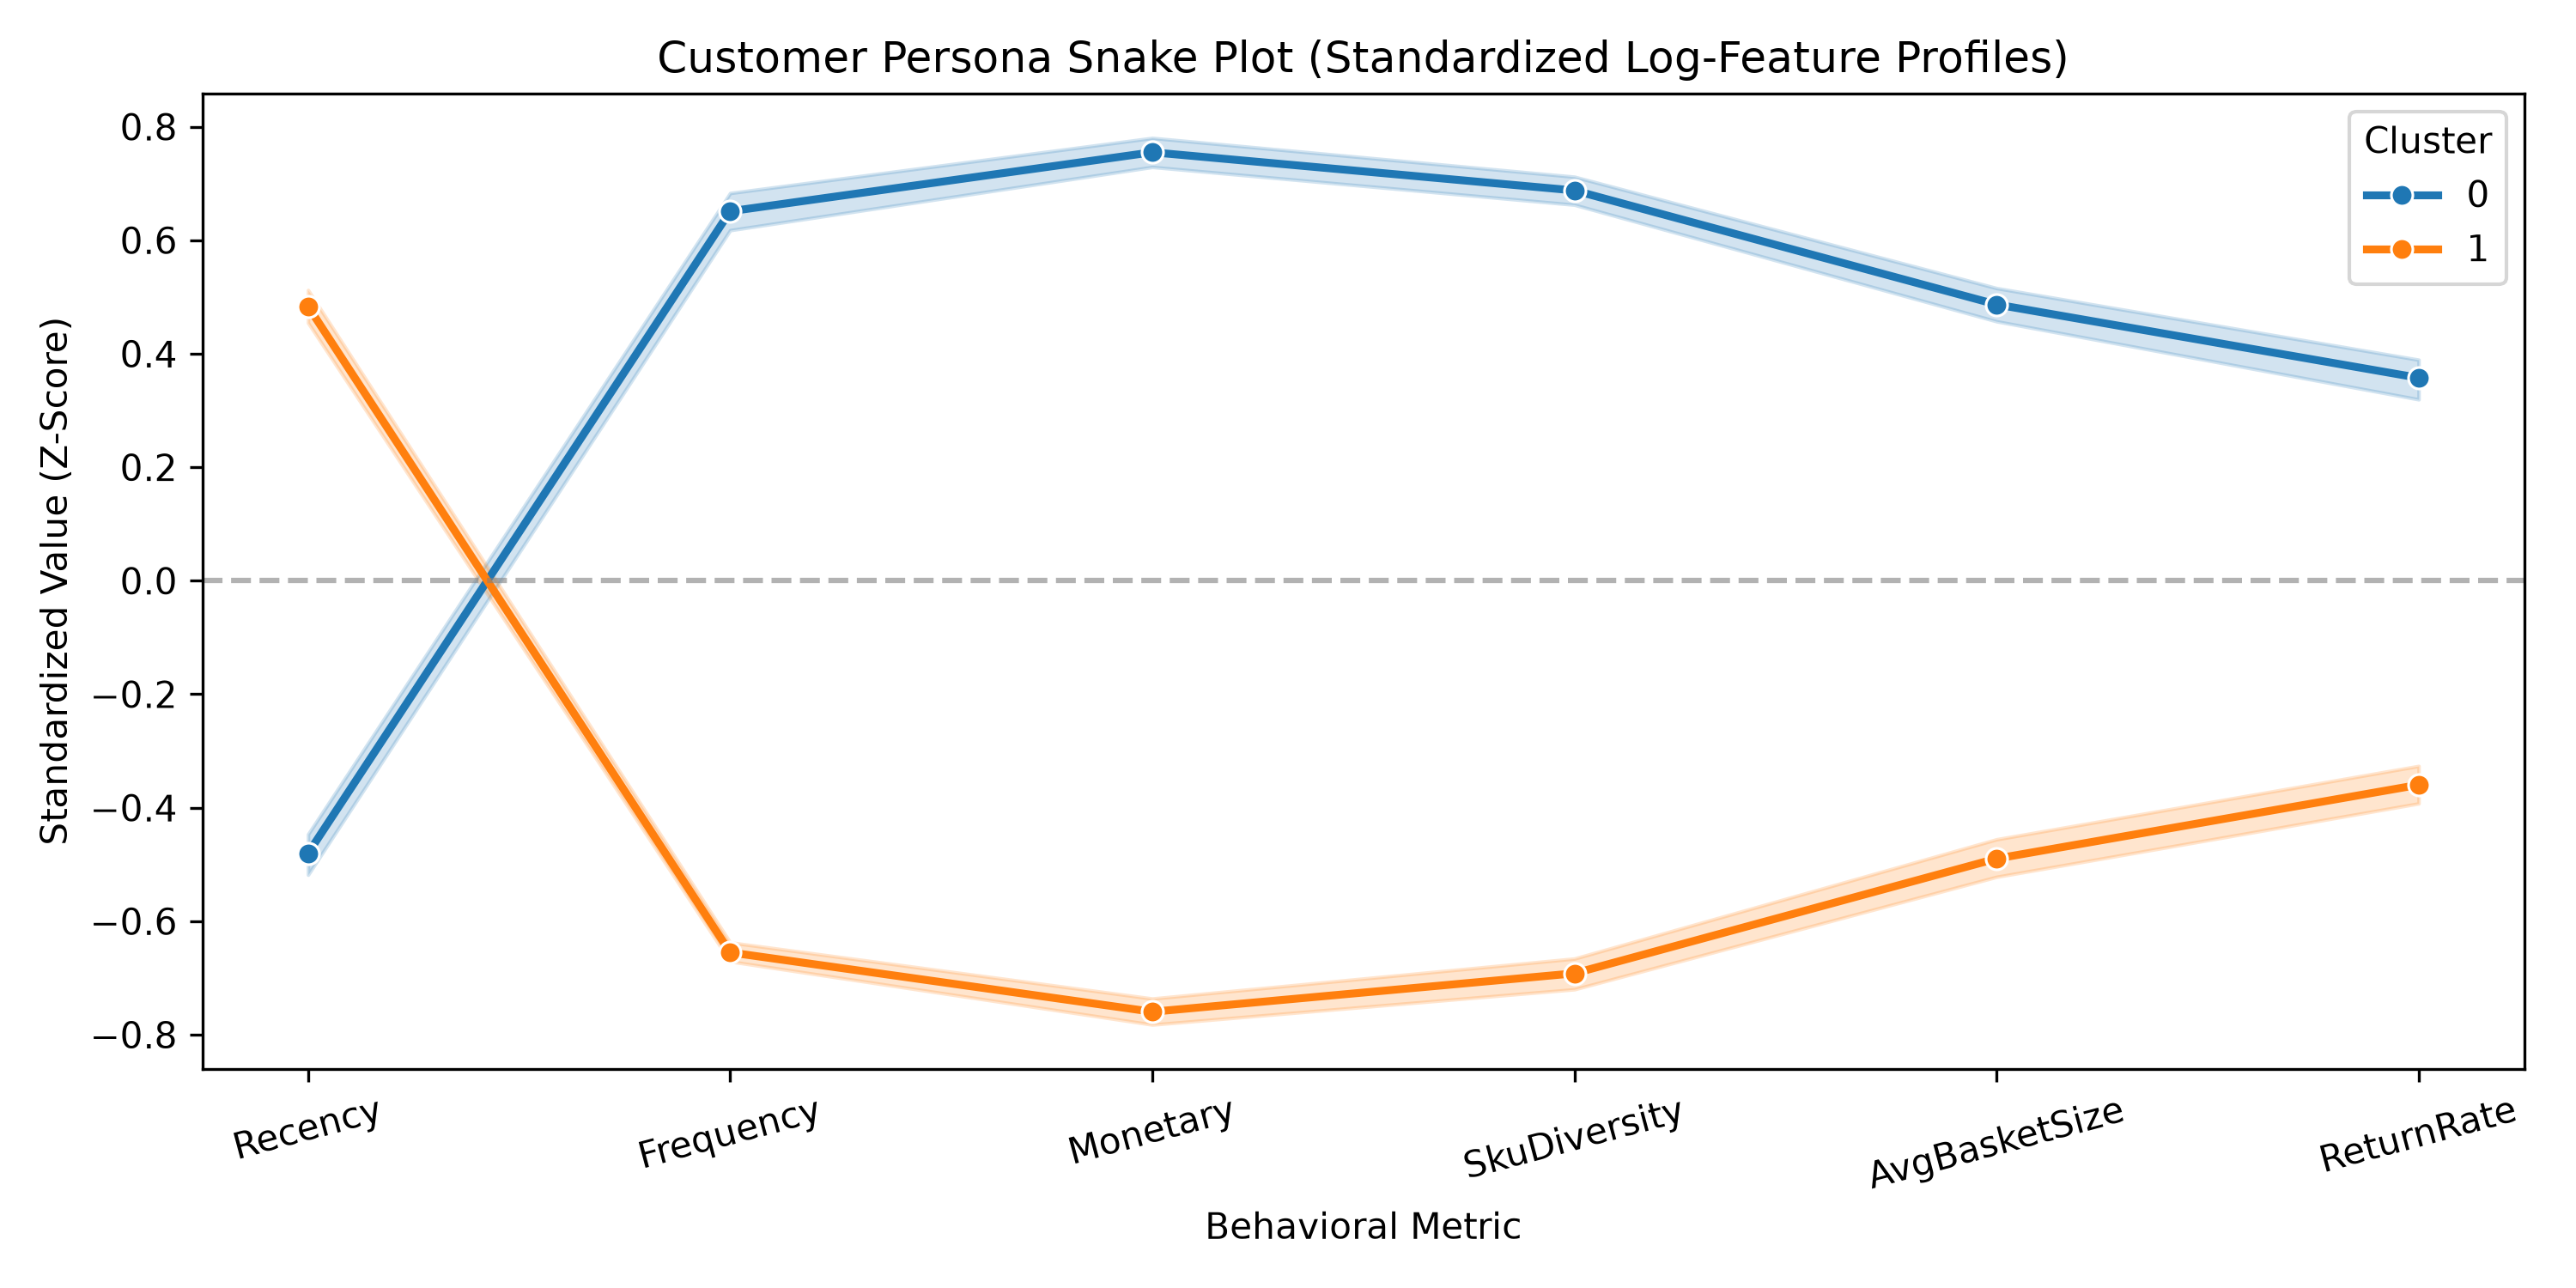 Customer Persona Snake Plot (Standardized Log-Feature Profiles)
Standardized Value (Z-Score)
0.8
0.6
0.4
0.2
0.0
−0.2
−0.4
−0.6
−0.8
Cluster
0
1
Recency
Frequency
Monetary
SkuDiversity
AvgBasketSize
ReturnRate
Behavioral Metric